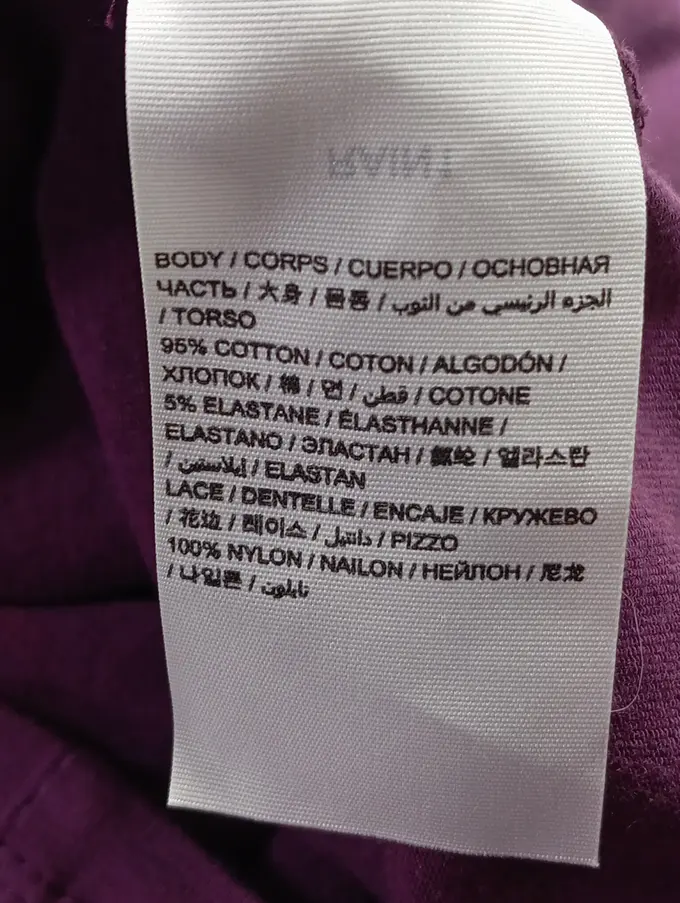 BODY / CORPS / CUERPO / ОСНОВНАЯ
ЧАСТЬ / 大身 / 몸통 / الجزء الرئيسي من الثوب
/ TORSO
95% COTTON / COTON / ALGODÓN /
ХЛОПОК / 棉 / 면 / قطن / COTONE
5% ELASTANE / ÉLASTHANNE /
ELASTANO / ЭЛАСТАН / 氨纶 / 엘라스탄
/ إيلاستين / ELASTAN
LACE / DENTELLE / ENCAJE / КРУЖЕВО
/ 花边 / 레이스 / دانتيل / PIZZO
100% NYLON / NAILON / НЕЙЛОН / 尼龙
/ 나일론 / نايلون